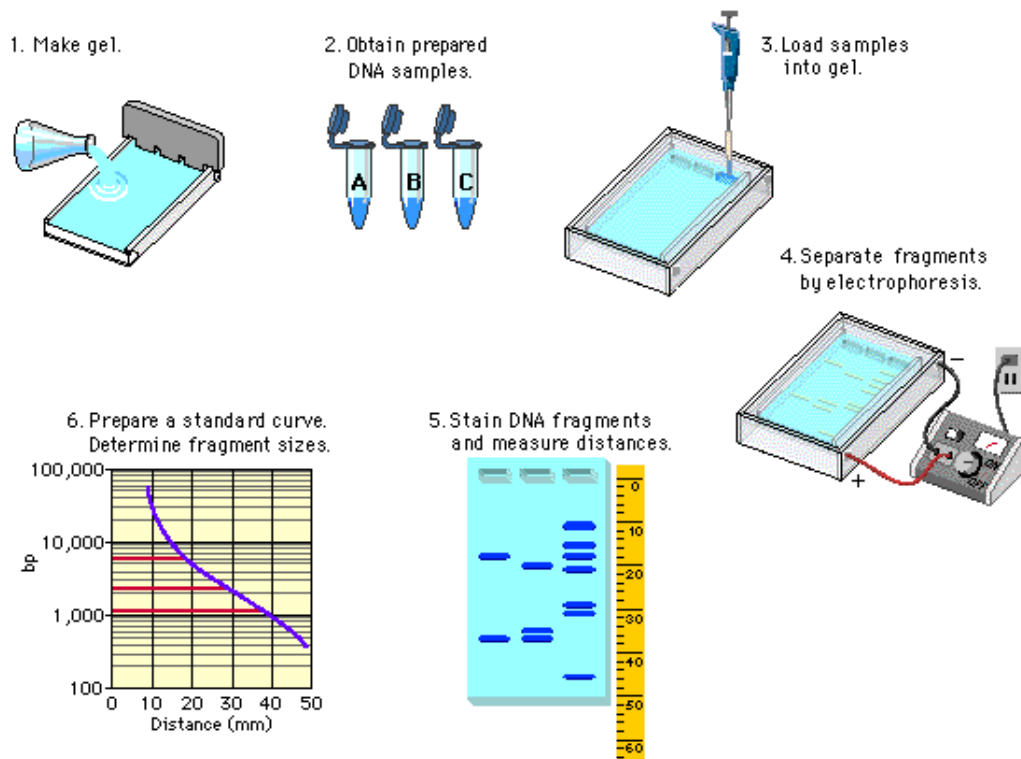 1. Make gel.
2. Obtain prepared
DNA samples.
A
B
C
3. Load samples
into gel.
4. Separate fragments
by electrophoresis.
−
+
ON
OFF
5. Stain DNA fragments
and measure distances.
0
10
20
30
40
50
60
6. Prepare a standard curve.
Determine fragment sizes.
100,000
10,000
1,000
100
bp
0 10 20 30 40 50
Distance (mm)